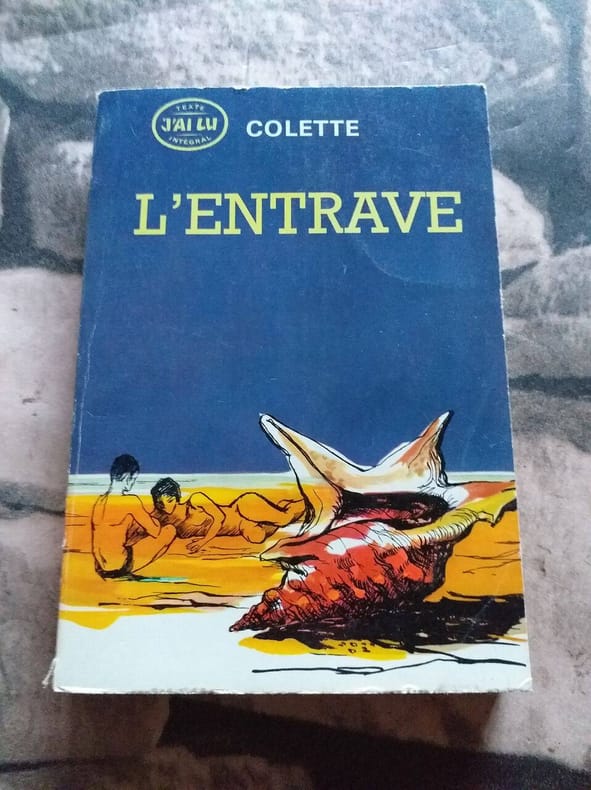 TEXTE
J'AI LU
INTÉGRAL
COLETTE
L'ENTRAVE